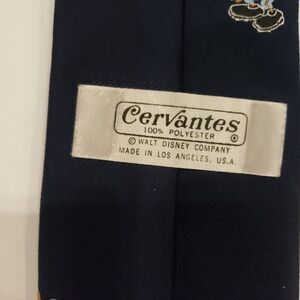 Cervantes
100% POLYESTER
© WALT DISNEY COMPANY
MADE IN LOS ANGELES, U.S.A.